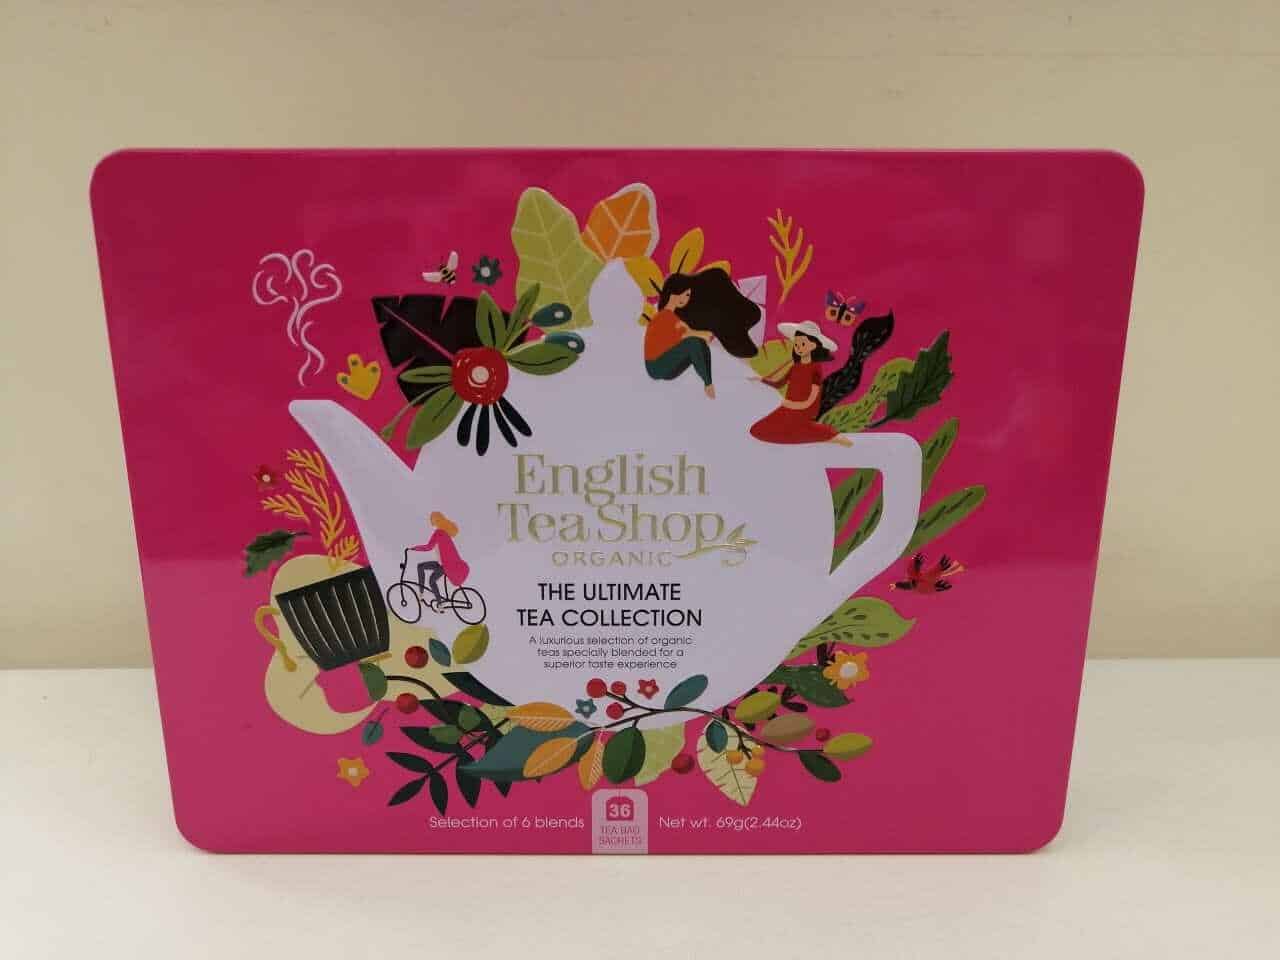 English
Tea Shop
ORGANIC
THE ULTIMATE
TEA COLLECTION
A luxurious selection of organic
teas specially blended for a
superior taste experience
Selection of 6 blends
36
TEA BAG
SACHETS
Net wt. 69g(2.44oz)